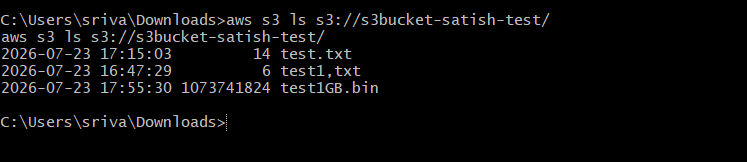 C:\Users\sriva\Downloads>aws s3 ls s3://s3bucket-satish-test/
aws s3 ls s3://s3bucket-satish-test/
2026-07-23 17:15:03         14 test.txt
2026-07-23 16:47:29          6 test1,txt
2026-07-23 17:55:30 1073741824 test1GB.bin
C:\Users\sriva\Downloads>